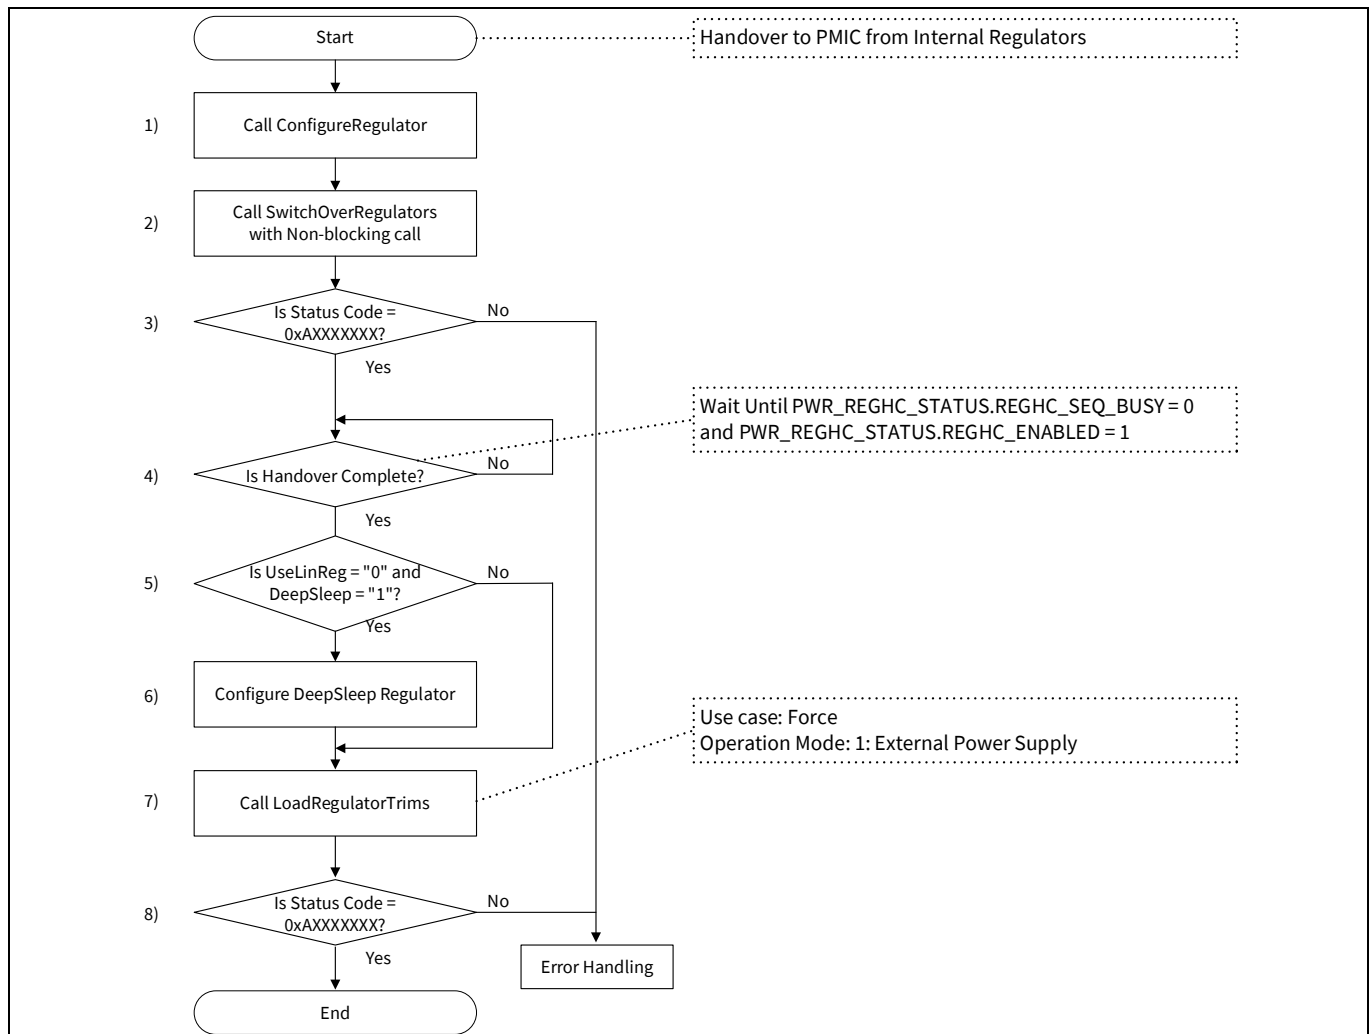 Start
Handover to PMIC from Internal Regulators
1)
Call ConfigureRegulator
2)
Call SwitchOverRegulators
with Non-blocking call
3)
Is Status Code =
0xAXXXXXXX?
No
Yes
Wait Until PWR_REGHC_STATUS.REGHC_SEQ_BUSY = 0
and PWR_REGHC_STATUS.REGHC_ENABLED = 1
4)
Is Handover Complete?
No
Yes
5)
Is UseLinReg = "0" and
DeepSleep = "1"?
No
Yes
6)
Configure DeepSleep Regulator
Use case: Force
Operation Mode: 1: External Power Supply
7)
Call LoadRegulatorTrims
8)
Is Status Code =
0xAXXXXXXX?
No
Yes
Error Handling
End